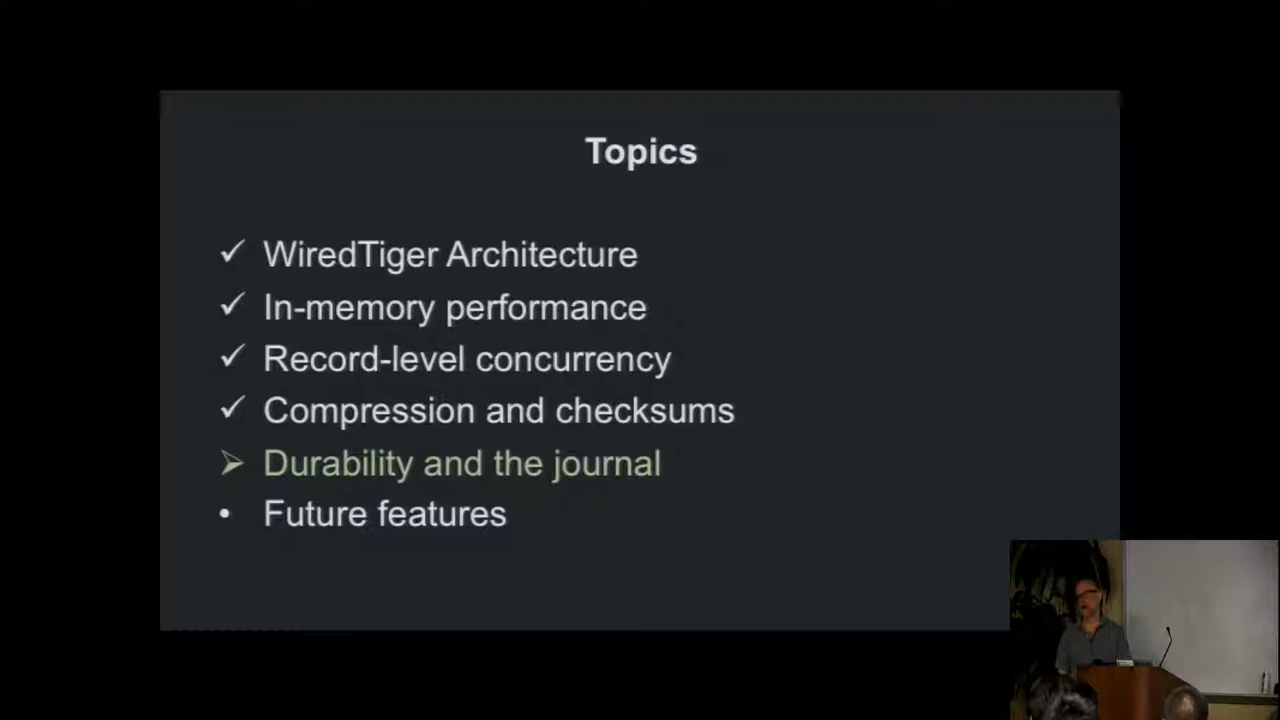 Topics
✓ WiredTiger Architecture
✓ In-memory performance
✓ Record-level concurrency
✓ Compression and checksums
➢ Durability and the journal
• Future features